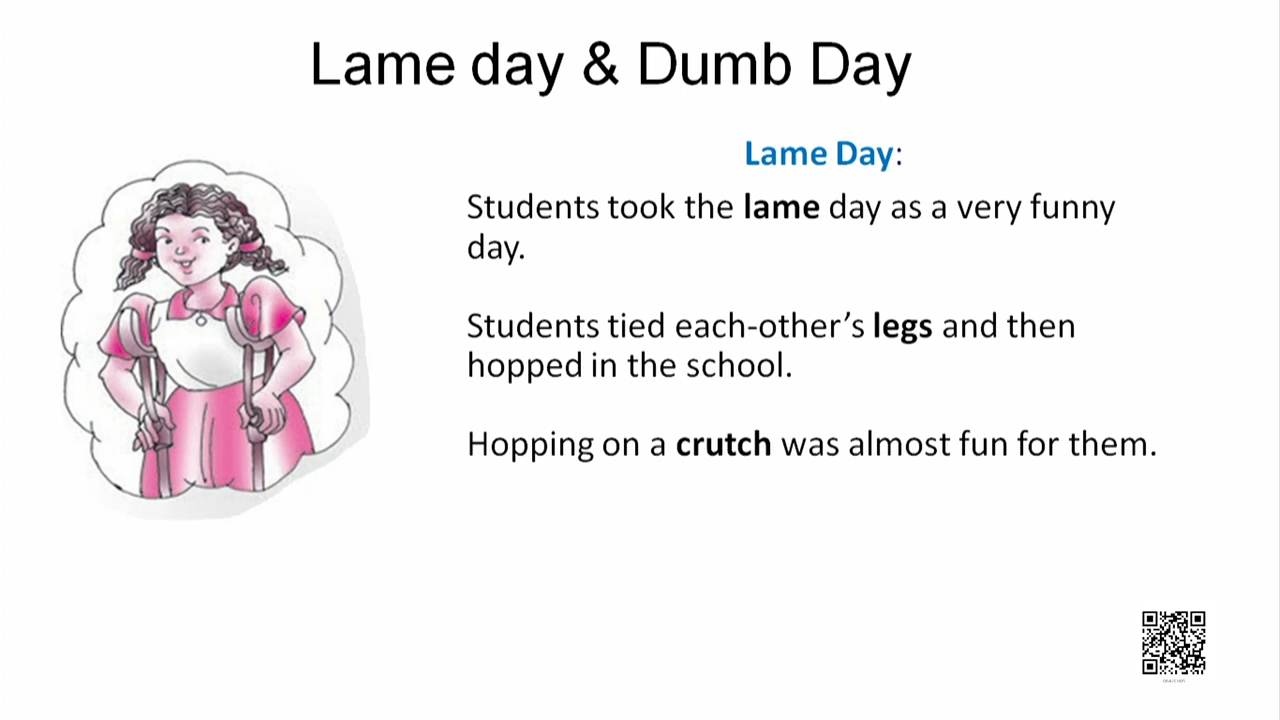 Lame day & Dumb Day
Lame Day:
Students took the lame day as a very funny
day.
Students tied each-other’s legs and then
hopped in the school.
Hopping on a crutch was almost fun for them.